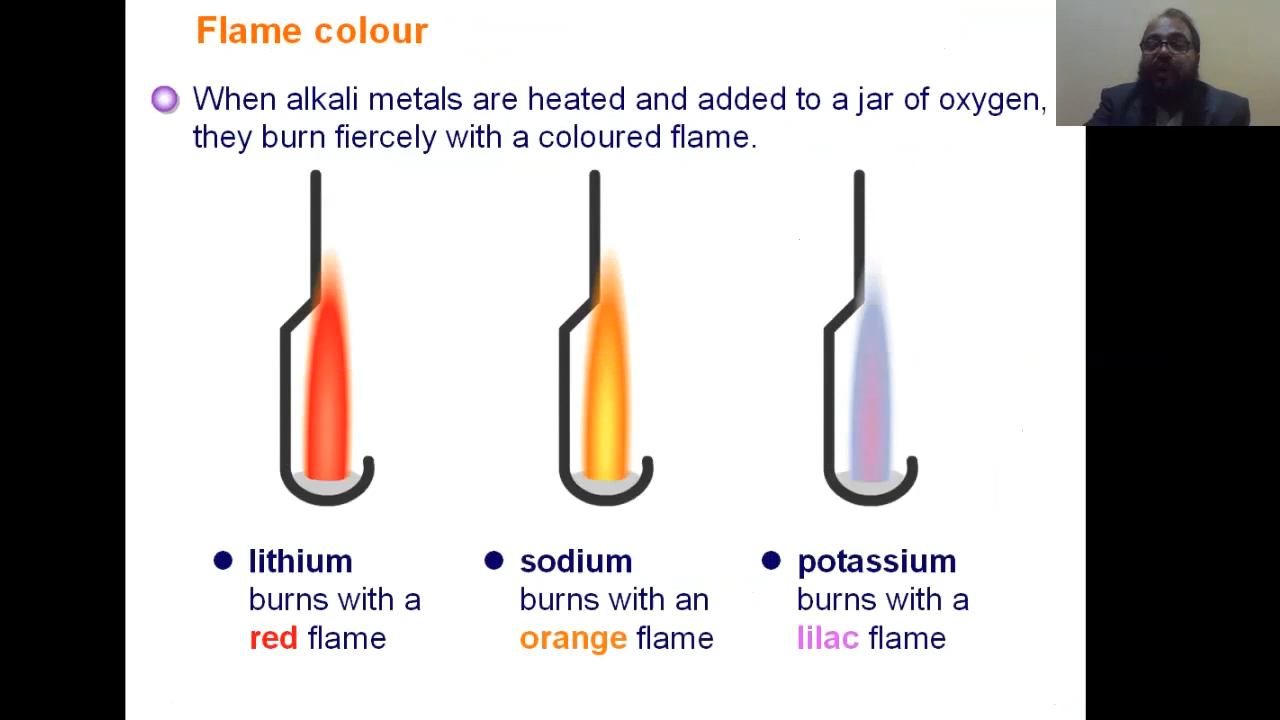 Flame colour
When alkali metals are heated and added to a jar of oxygen,
they burn fiercely with a coloured flame.
lithium
burns with a
red flame
sodium
burns with an
orange flame
potassium
burns with a
lilac flame